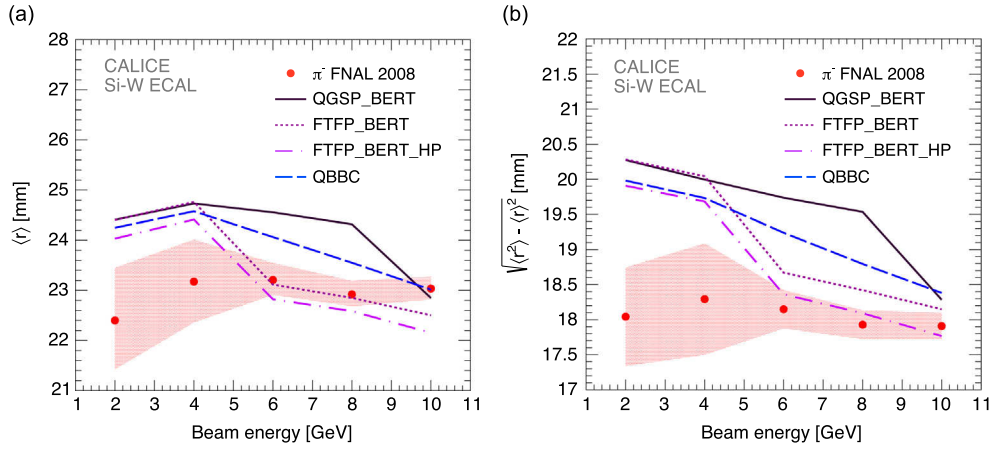 (a)
28
27
26
25
24
23
22
21
⟨r⟩ [mm]
CALICE
Si-W ECAL
π⁻ FNAL 2008
QGSP_BERT
FTFP_BERT
FTFP_BERT_HP
QBBC
1 2 3 4 5 6 7 8 9 10 11
Beam energy [GeV]
(b)
22
21.5
21
20.5
20
19.5
19
18.5
18
17.5
17
√⟨r²⟩ - ⟨r⟩² [mm]
CALICE
Si-W ECAL
π⁻ FNAL 2008
QGSP_BERT
FTFP_BERT
FTFP_BERT_HP
QBBC
1 2 3 4 5 6 7 8 9 10 11
Beam energy [GeV]